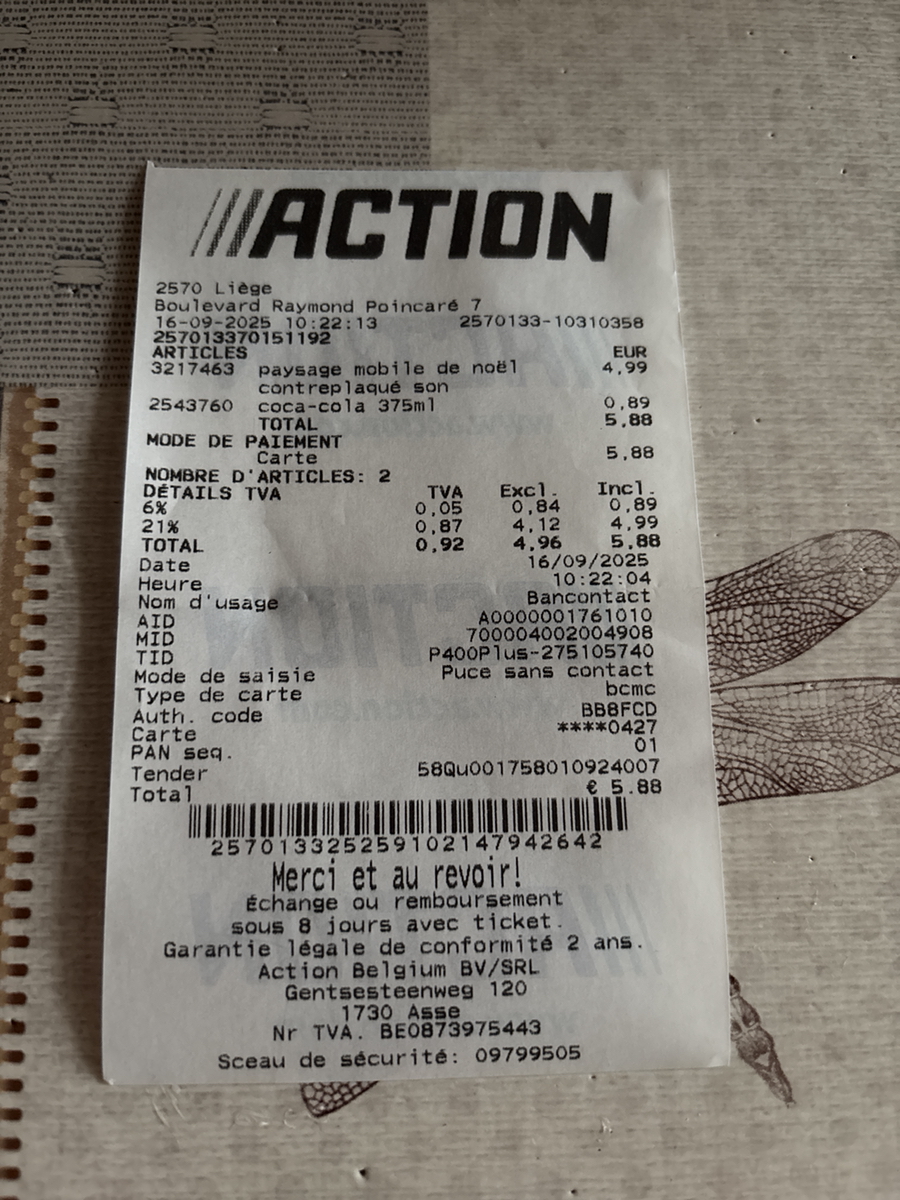 ACTION
2570 Liège
Boulevard Raymond Poincaré 7
16-09-2025 10:22:13 2570133-10310358
257013370151192
ARTICLES EUR
3217463 paysage mobile de noël 4,99
contreplaqué son
2543760 coca-cola 375ml 0,89
TOTAL 5,88
MODE DE PAIEMENT
Carte 5,88
NOMBRE D'ARTICLES: 2
DÉTAILS TVA TVA Excl. Incl.
6% 0,05 0,84 0,89
21% 0,87 4,12 4,99
TOTAL 0,92 4,96 5,88
Date 16/09/2025
Heure 10:22:04
Nom d'usage Bancontact
AID A0000001761010
MID 700004002004908
TID P400Plus-275105740
Mode de saisie Puce sans contact
Type de carte bcmc
Auth. code BB8FCD
Carte ****0427
PAN seq. 01
Tender 58Qu001758010924007
Total € 5.88
257013325259102147942642
Merci et au revoir!
Échange ou remboursement
sous 8 jours avec ticket.
Garantie légale de conformité 2 ans.
Action Belgium BV/SRL
Gentsesteenweg 120
1730 Asse
Nr TVA. BE0873975443
Sceau de sécurité: 09799505